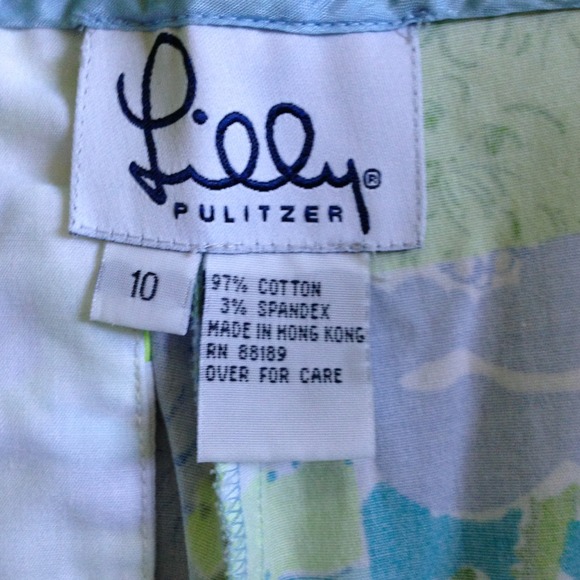 Lilly®
PULITZER
10
97% COTTON
3% SPANDEX
MADE IN HONG KONG
RN 88189
OVER FOR CARE